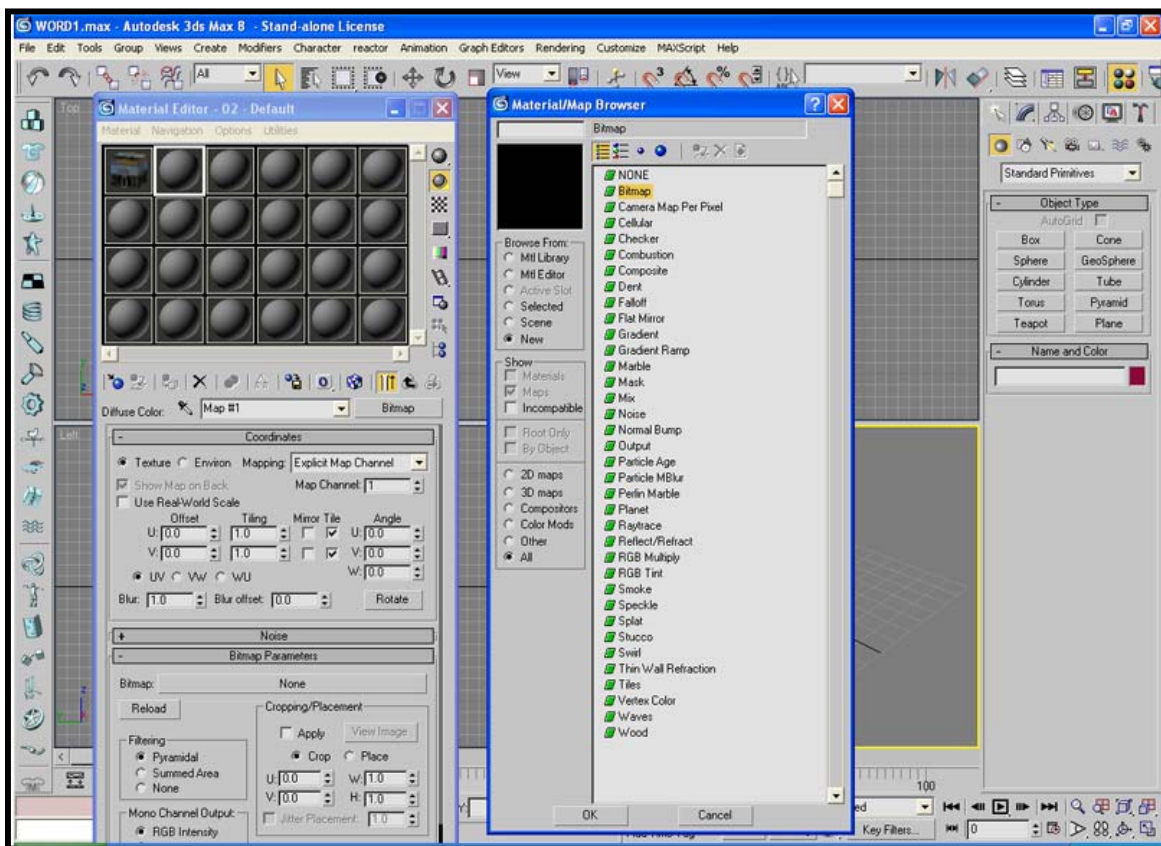 WORD1.max - Autodesk 3ds Max 8 - Stand-alone License
File Edit Tools Group Views Create Modifiers Character reactor Animation Graph Editors Rendering Customize MAXScript Help
All
View
Top
Left
Material Editor - 02 - Default
Material Navigation Options Utilities
Diffuse Color: Map #1 Bitmap
- Coordinates
Texture Environ Mapping: Explicit Map Channel
Show Map on Back Map Channel: 1
Use Real-World Scale
Offset Tiling Mirror Tile Angle
U: 0.0 1.0 U: 0.0
V: 0.0 1.0 V: 0.0
W: 0.0
UV VW WU
Blur: 1.0 Blur offset: 0.0 Rotate
+ Noise
- Bitmap Parameters
Bitmap: None
Reload
Cropping/Placement
Apply View Image
Crop Place
U: 0.0 W: 1.0
V: 0.0 H: 1.0
Jitter Placement: 1.0
Filtering
Pyramidal
Summed Area
None
Mono Channel Output:
RGB Intensity
Material/Map Browser
Bitmap
Browse From:
Mtl Library
Mtl Editor
Active Slot
Selected
Scene
New
Show
Materials
Maps
Incompatible
Root Only
By Object
2D maps
3D maps
Compositors
Color Mods
Other
All
NONE
Bitmap
Camera Map Per Pixel
Cellular
Checker
Combustion
Composite
Dent
Falloff
Flat Mirror
Gradient
Gradient Ramp
Marble
Mask
Mix
Noise
Normal Bump
Output
Particle Age
Particle MBlur
Perlin Marble
Planet
Raytrace
Reflect/Refract
RGB Multiply
RGB Tint
Smoke
Speckle
Splat
Stucco
Swirl
Thin Wall Refraction
Tiles
Vertex Color
Waves
Wood
OK Cancel
Standard Primitives
- Object Type
AutoGrid
Box Cone
Sphere GeoSphere
Cylinder Tube
Torus Pyramid
Teapot Plane
- Name and Color
100
Y:
Key Filters...
0